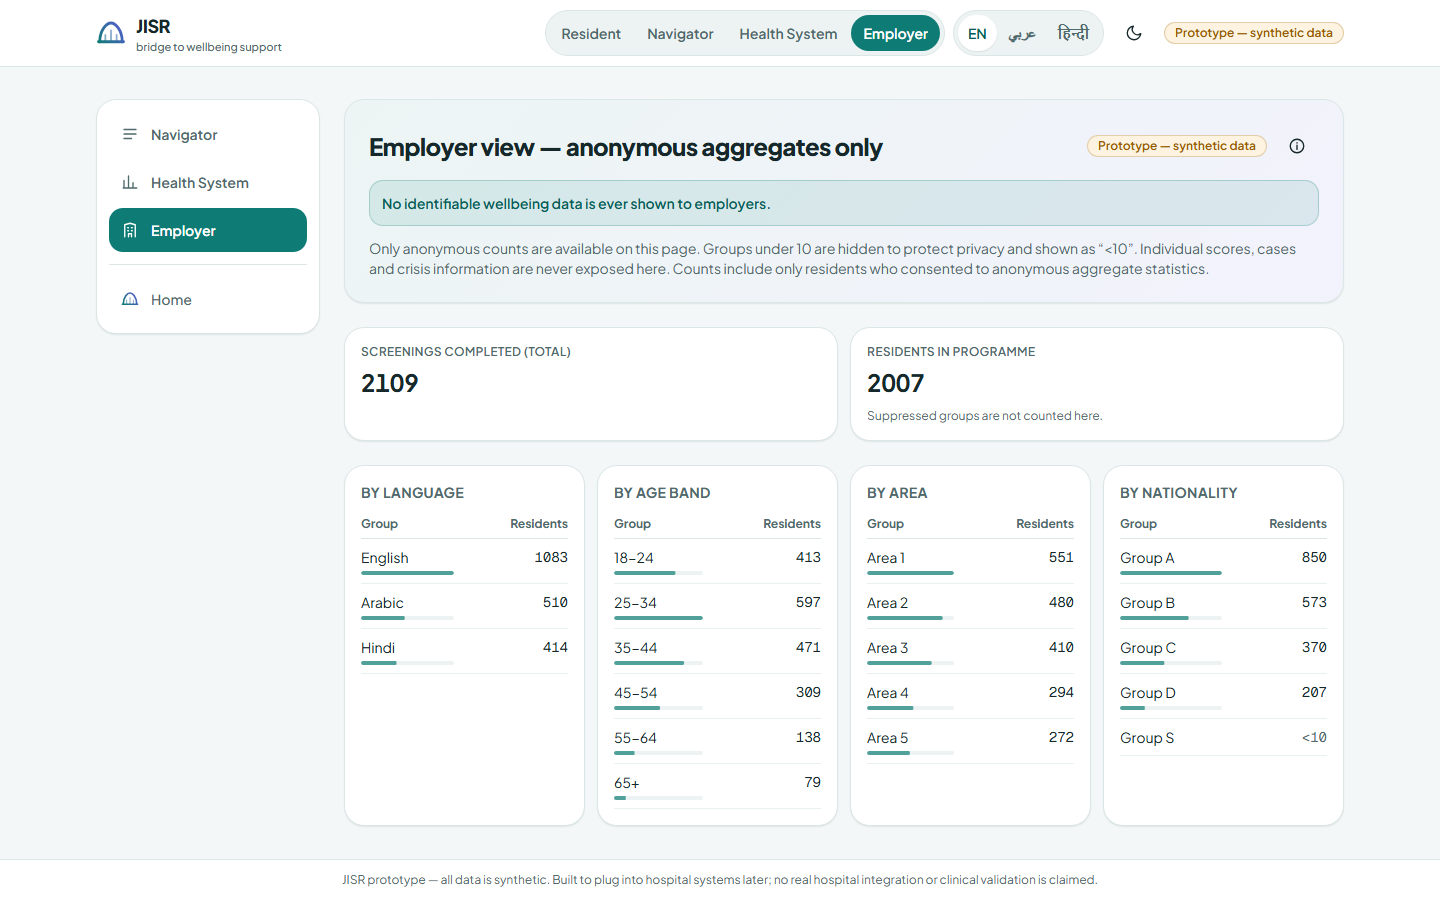 JISR
bridge to wellbeing support
Resident
Navigator
Health System
Employer
EN
عربي
हिन्दी
Prototype — synthetic data
Navigator
Health System
Employer
Home
Employer view — anonymous aggregates only
Prototype — synthetic data
No identifiable wellbeing data is ever shown to employers.
Only anonymous counts are available on this page. Groups under 10 are hidden to protect privacy and shown as “<10”. Individual scores, cases
and crisis information are never exposed here. Counts include only residents who consented to anonymous aggregate statistics.
SCREENINGS COMPLETED (TOTAL)
2109
RESIDENTS IN PROGRAMME
2007
Suppressed groups are not counted here.
BY LANGUAGE
Group Residents
English 1083
Arabic 510
Hindi 414
BY AGE BAND
Group Residents
18–24 413
25–34 597
35–44 471
45–54 309
55–64 138
65+ 79
BY AREA
Group Residents
Area 1 551
Area 2 480
Area 3 410
Area 4 294
Area 5 272
BY NATIONALITY
Group Residents
Group A 850
Group B 573
Group C 370
Group D 207
Group S <10
JISR prototype — all data is synthetic. Built to plug into hospital systems later; no real hospital integration or clinical validation is claimed.